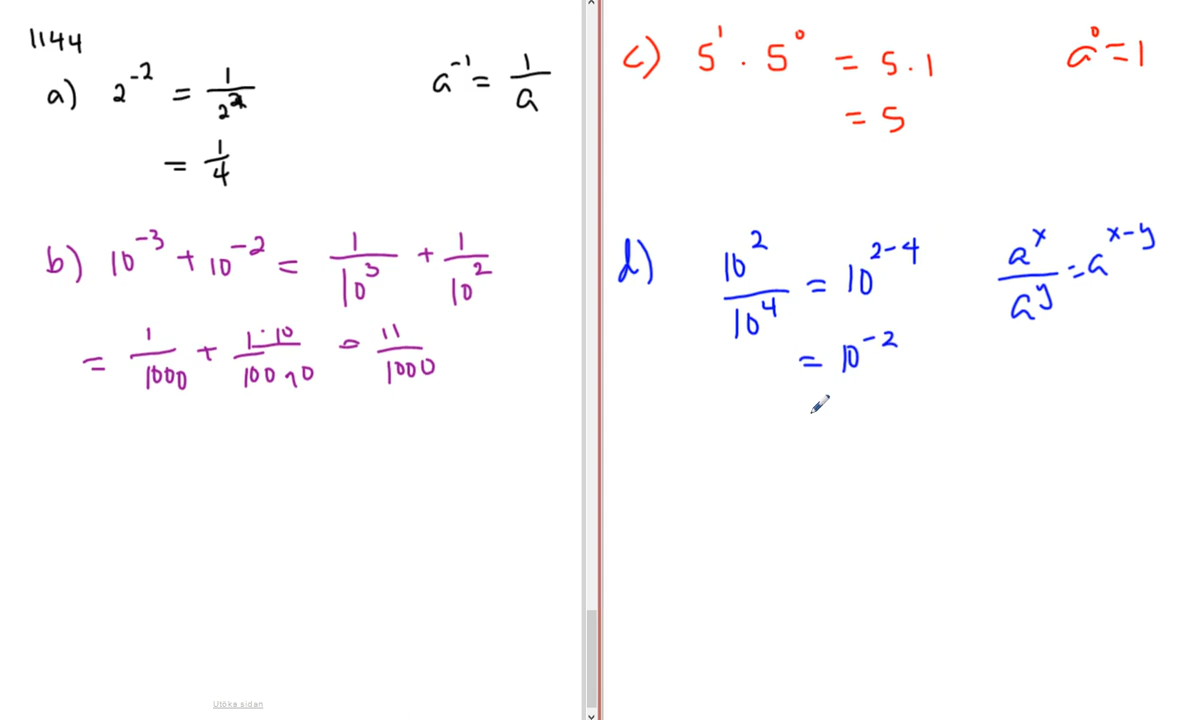 1144
a) 2^-2 = 1/2^2    a^-1 = 1/a
= 1/4
b) 10^-3 + 10^-2 = 1/10^3 + 1/10^2
= 1/1000 + 1·10/100·10 = 11/1000
Utöka sidan
c) 5^1 · 5^0 = 5 · 1    a^0 = 1
= 5
d) 10^2/10^4 = 10^2-4    a^x/a^y = a^x-y
= 10^-2